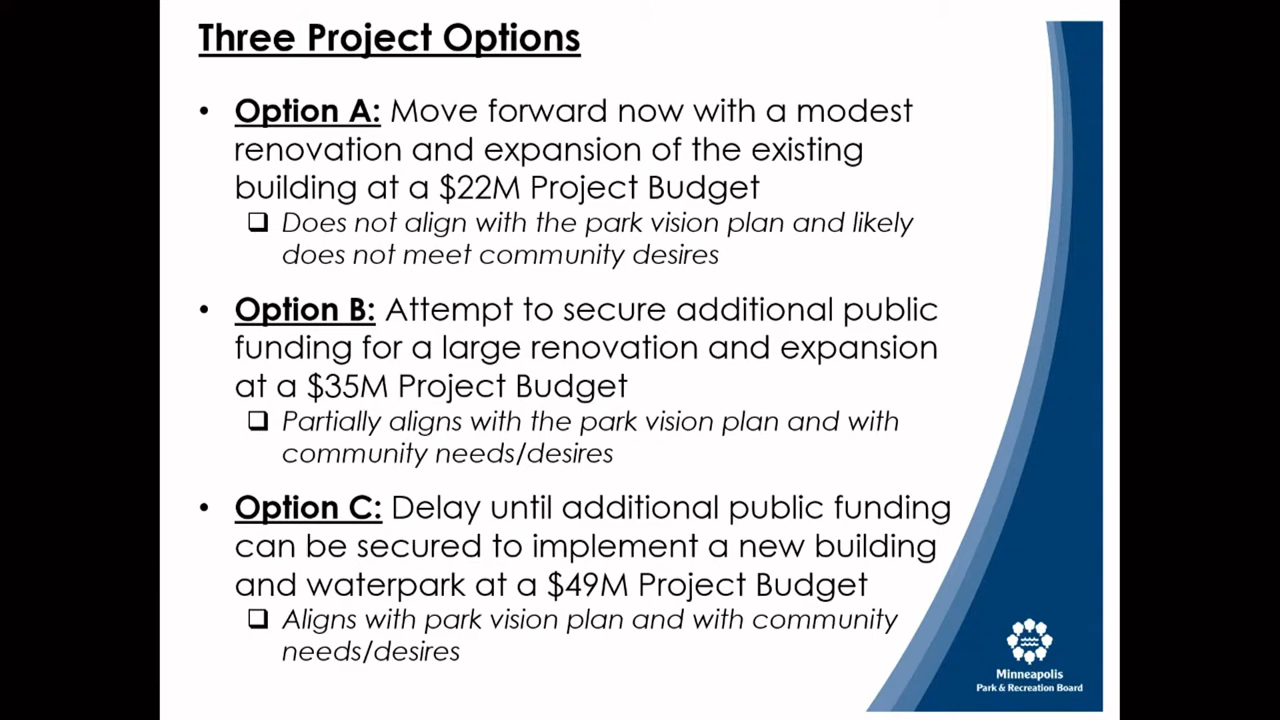 Three Project Options
• Option A: Move forward now with a modest
renovation and expansion of the existing
building at a $22M Project Budget
❑ Does not align with the park vision plan and likely
does not meet community desires
• Option B: Attempt to secure additional public
funding for a large renovation and expansion
at a $35M Project Budget
❑ Partially aligns with the park vision plan and with
community needs/desires
• Option C: Delay until additional public funding
can be secured to implement a new building
and waterpark at a $49M Project Budget
❑ Aligns with park vision plan and with community
needs/desires
Minneapolis
Park & Recreation Board